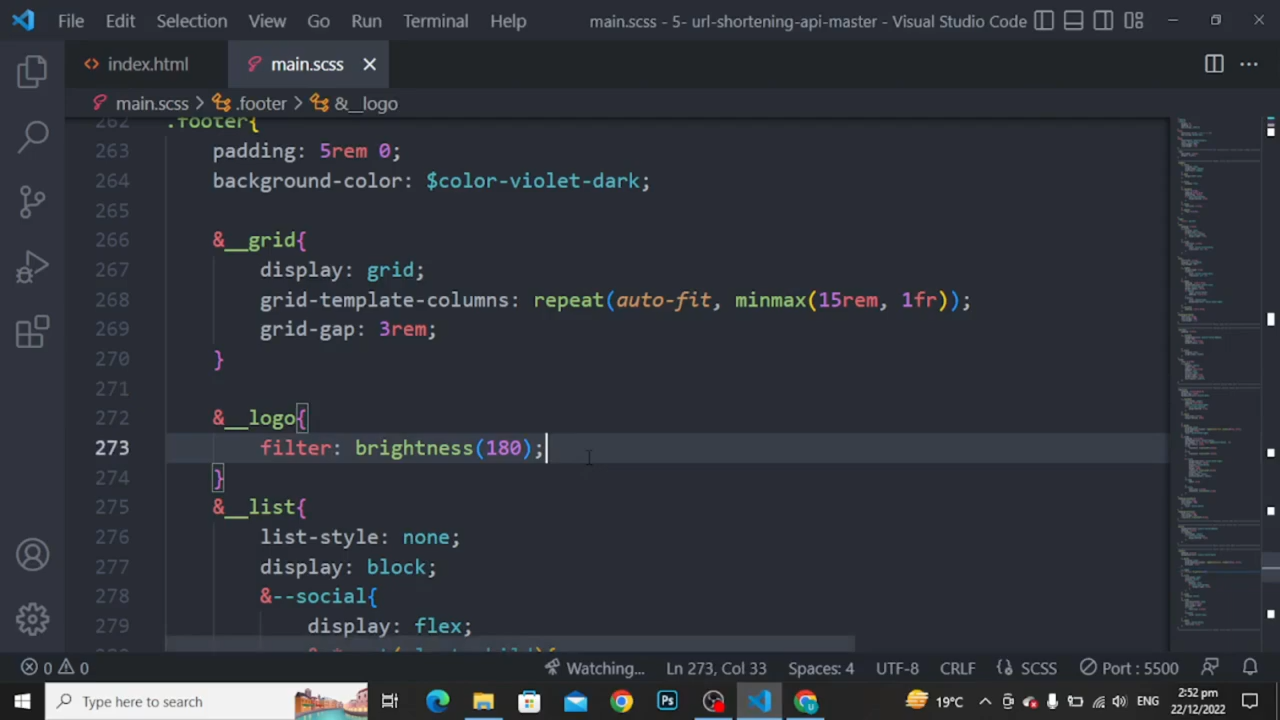 File Edit Selection View Go Run Terminal Help main.scss - 5- url-shortening-api-master - Visual Studio Code
index.html main.scss
main.scss > .footer > &__logo
262 .footer{
263 padding: 5rem 0;
264 background-color: $color-violet-dark;
265
266 &__grid{
267 display: grid;
268 grid-template-columns: repeat(auto-fit, minmax(15rem, 1fr));
269 grid-gap: 3rem;
270 }
271
272 &__logo{
273 filter: brightness(180);
274 }
275 &__list{
276 list-style: none;
277 display: block;
278 &--social{
279 display: flex;
0 0 Watching... Ln 273, Col 33 Spaces: 4 UTF-8 CRLF SCSS Port : 5500
Type here to search 19°C ENG 2:52 pm
22/12/2022